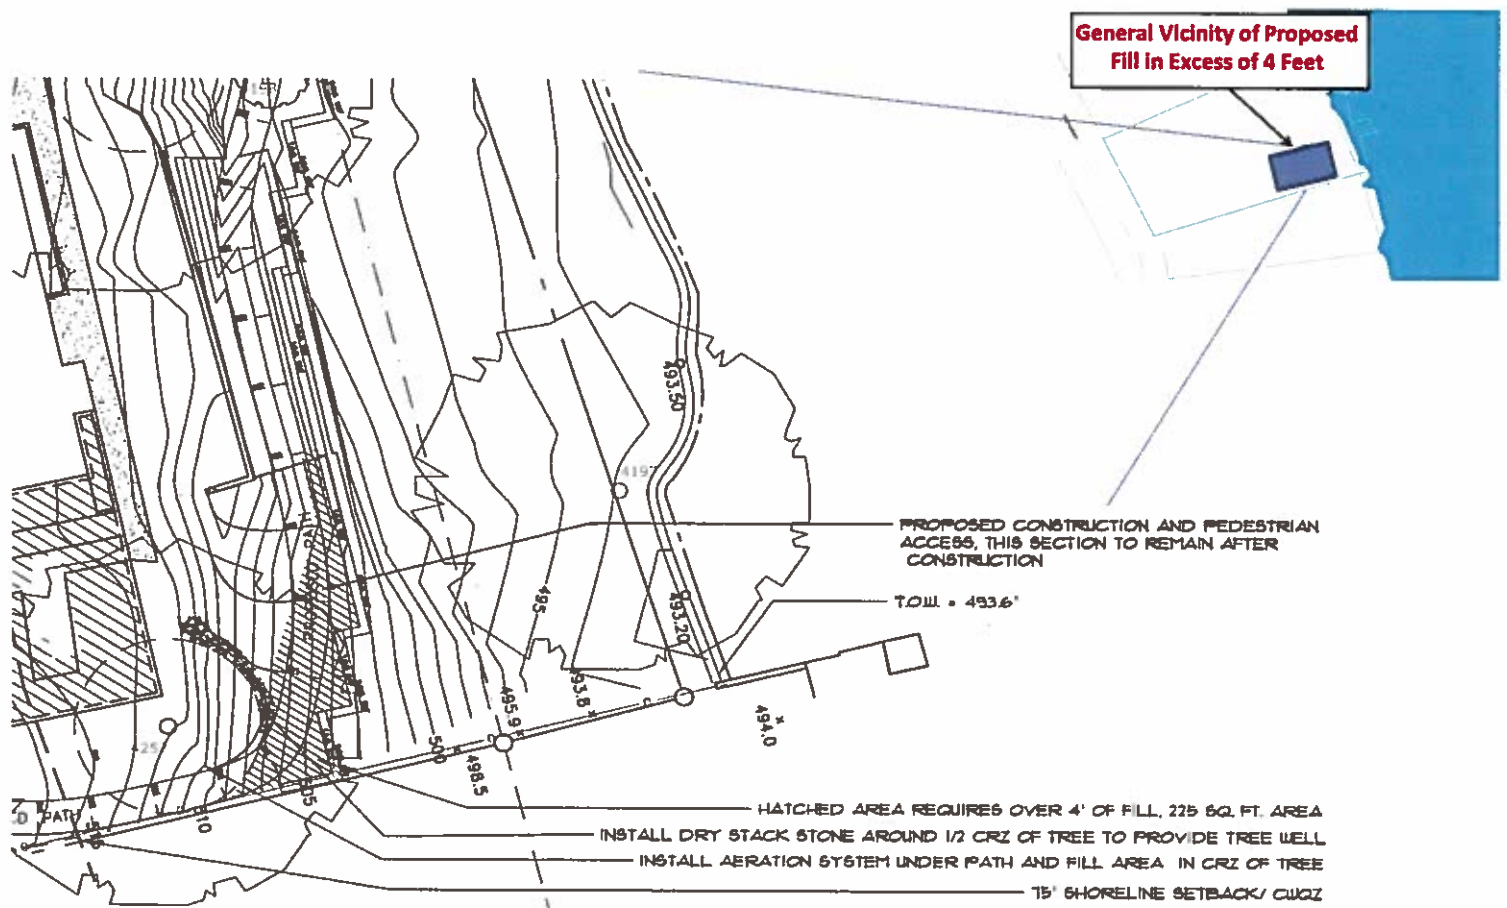 General Vicinity of Proposed
Fill in Excess of 4 Feet
493.50
419
PROPOSED CONSTRUCTION AND PEDESTRIAN
ACCESS, THIS SECTION TO REMAIN AFTER
CONSTRUCTION
T.O.W. = 493.6'
495
493.20
493.8
495.9
494.0
500
498.5
505
510
PATH
HATCHED AREA REQUIRES OVER 4' OF FILL, 225 SQ. FT. AREA
INSTALL DRY STACK STONE AROUND 1/2 CRZ OF TREE TO PROVIDE TREE WELL
INSTALL AERATION SYSTEM UNDER PATH AND FILL AREA IN CRZ OF TREE
75' SHORELINE SETBACK/ CWQZ